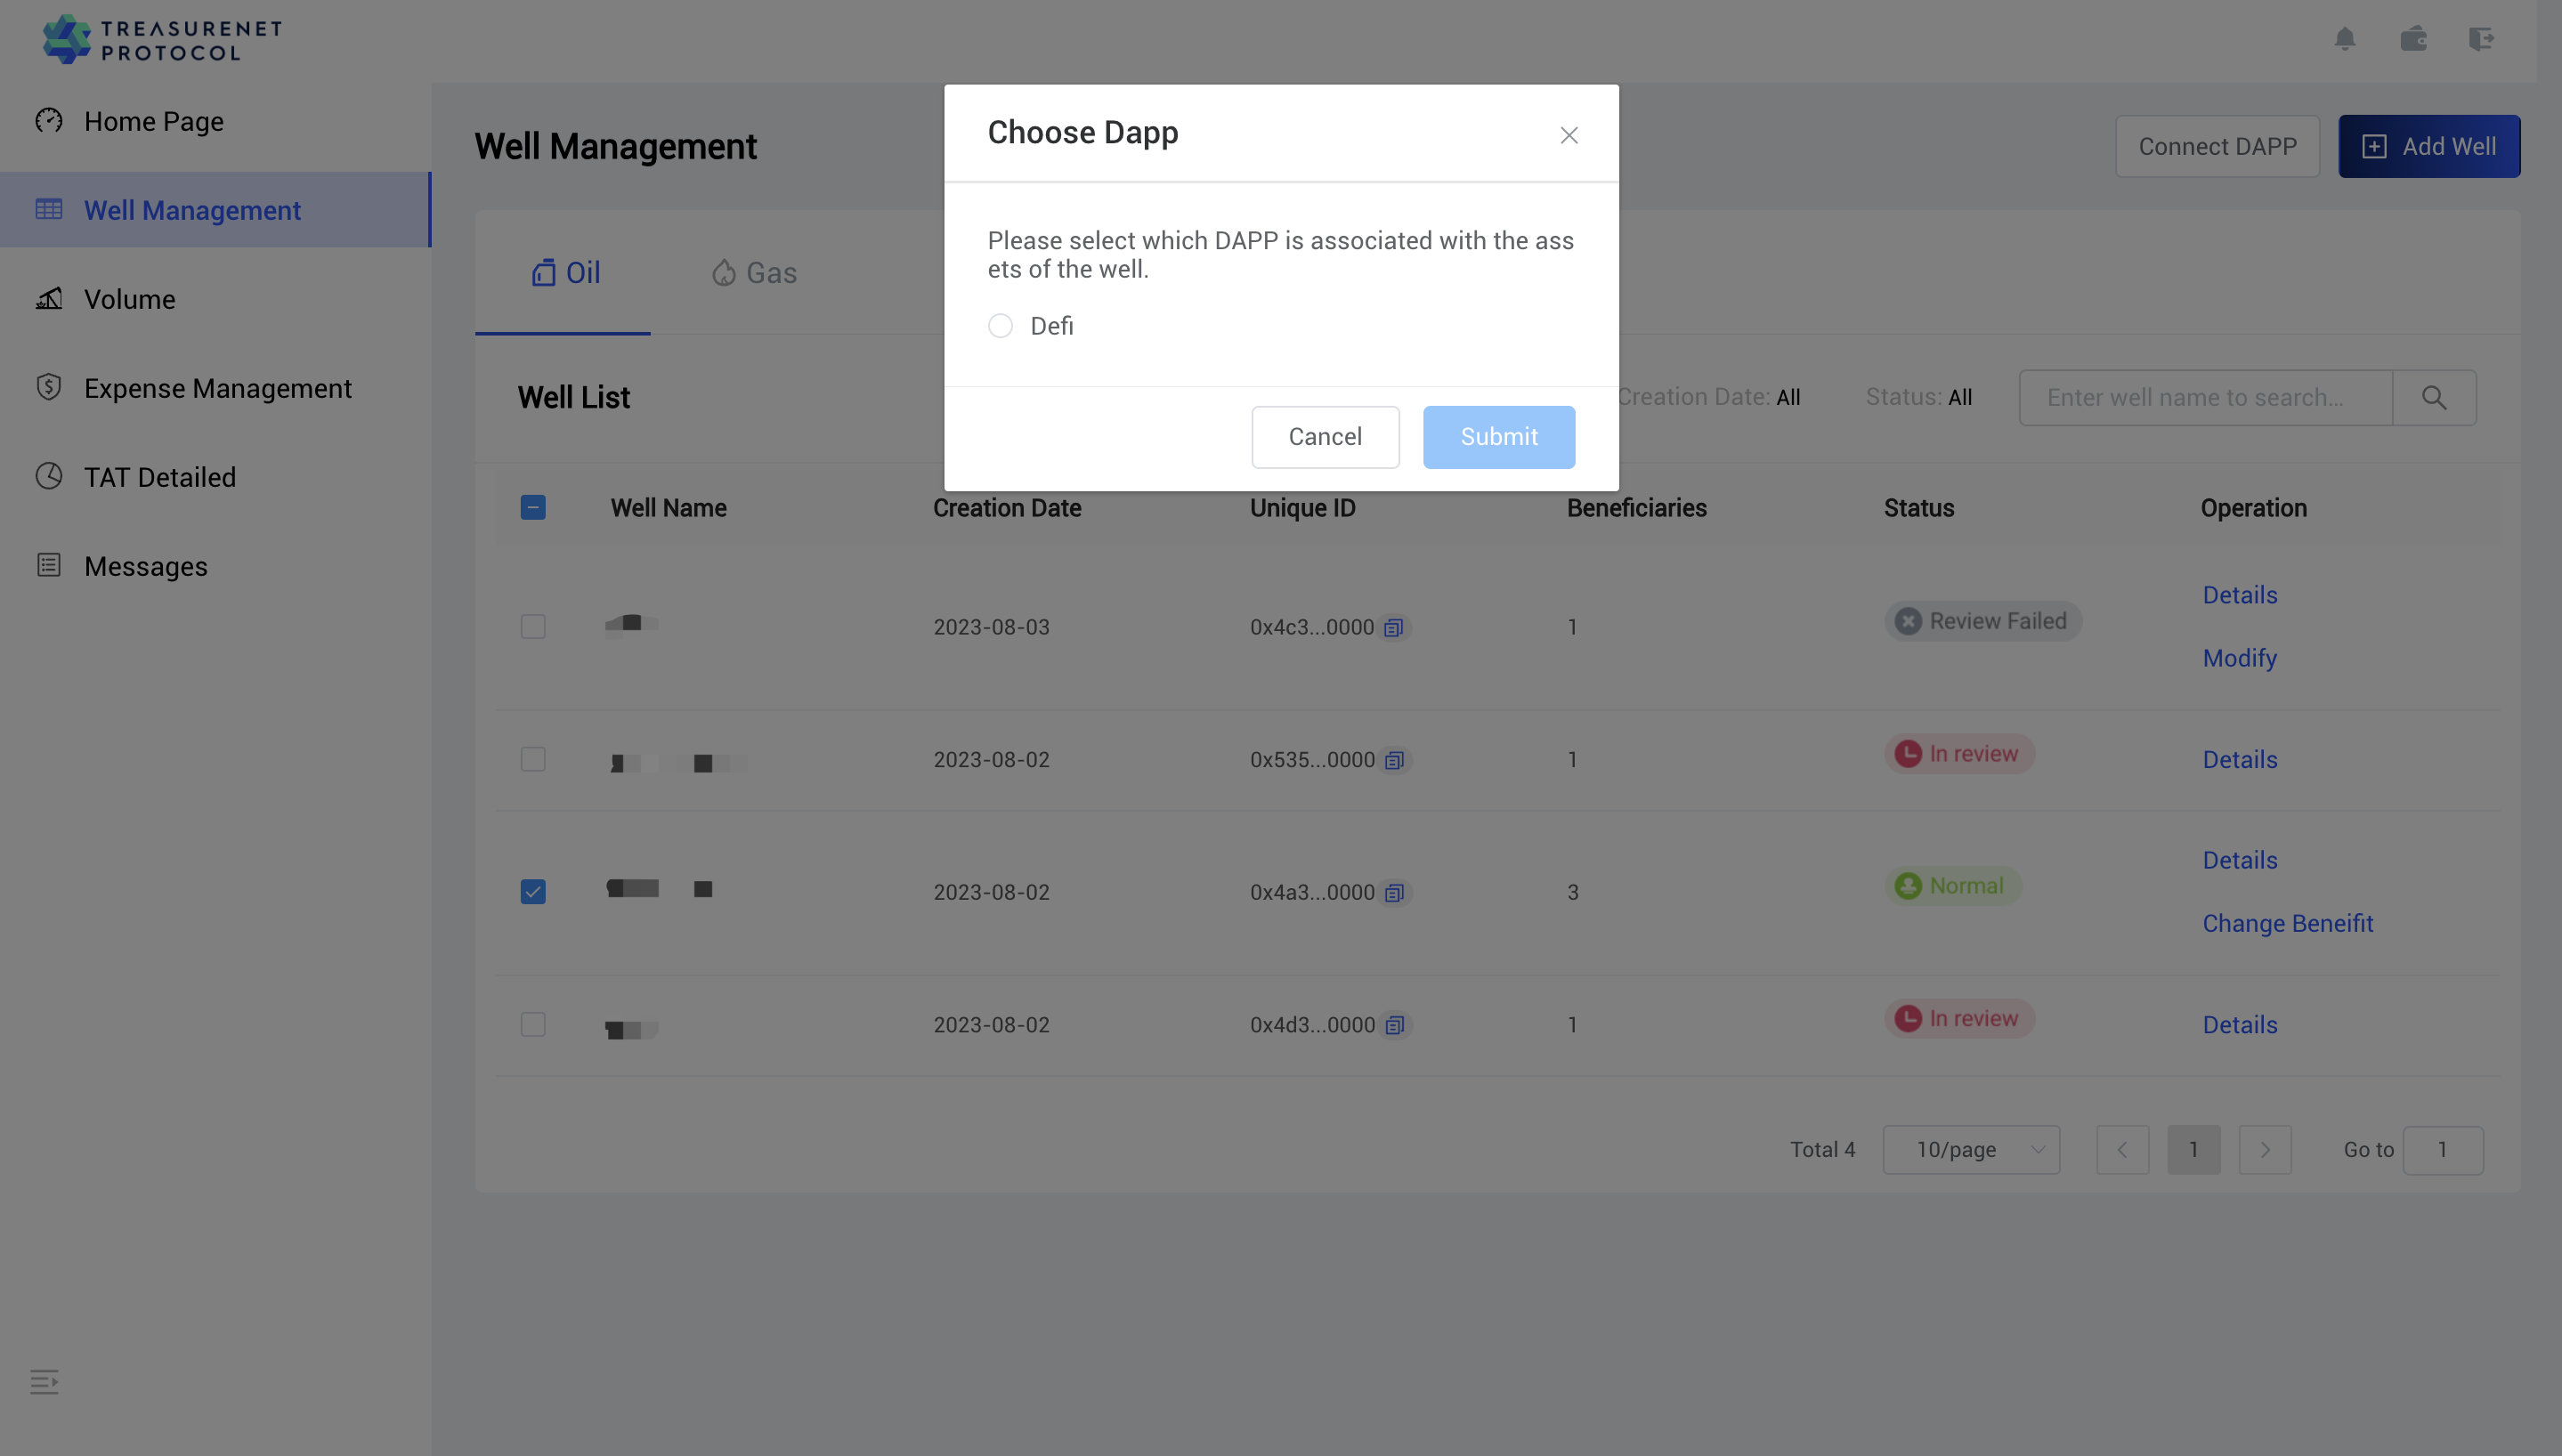 TREASURENET
PROTOCOL
Home Page
Well Management
Volume
Expense Management
TAT Detailed
Messages
Well Management
Connect DAPP
Add Well
Choose Dapp
Please select which DAPP is associated with the ass
ets of the well.
Defi
Cancel
Submit
Oil
Gas
Well List
Creation Date: All
Status: All
Enter well name to search...
Well Name Creation Date Unique ID Beneficiaries Status Operation
2023-08-03 0x4c3...0000 1 Review Failed Details
Modify
2023-08-02 0x535...0000 1 In review Details
2023-08-02 0x4a3...0000 3 Normal Details
Change Beneifit
2023-08-02 0x4d3...0000 1 In review Details
Total 4 10/page 1 Go to 1